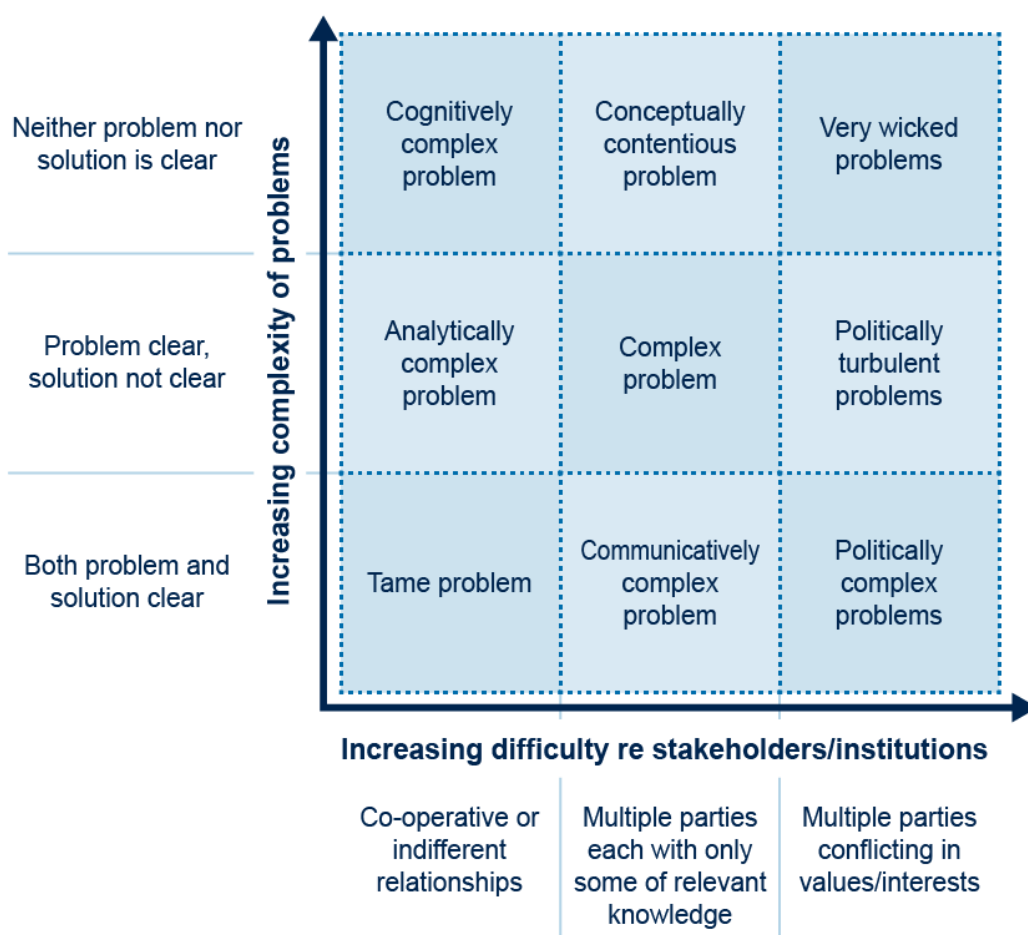 Neither problem nor
solution is clear
Problem clear,
solution not clear
Both problem and
solution clear
Increasing complexity of problems
Cognitively
complex
problem
Conceptually
contentious
problem
Very wicked
problems
Analytically
complex
problem
Complex
problem
Politically
turbulent
problems
Tame problem
Communicatively
complex
problem
Politically
complex
problems
Increasing difficulty re stakeholders/institutions
Co-operative or
indifferent
relationships
Multiple parties
each with only
some of relevant
knowledge
Multiple parties
conflicting in
values/interests